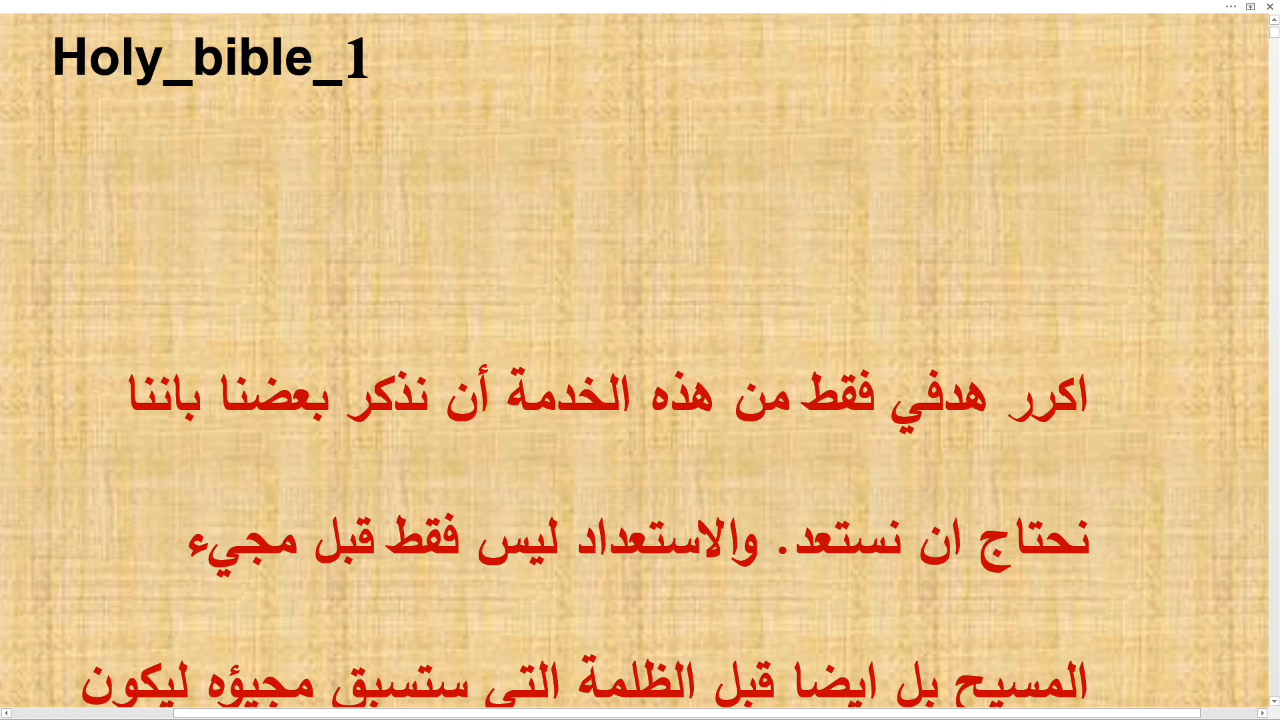 Holy_bible_1
اكرر هدفي فقط من هذه الخدمة أن نذكر بعضنا باننا
نحتاج ان نستعد. والاستعداد ليس فقط قبل مجيء
المسيح بل ايضا قبل الظلمة التي ستسبق مجيؤه ليكون